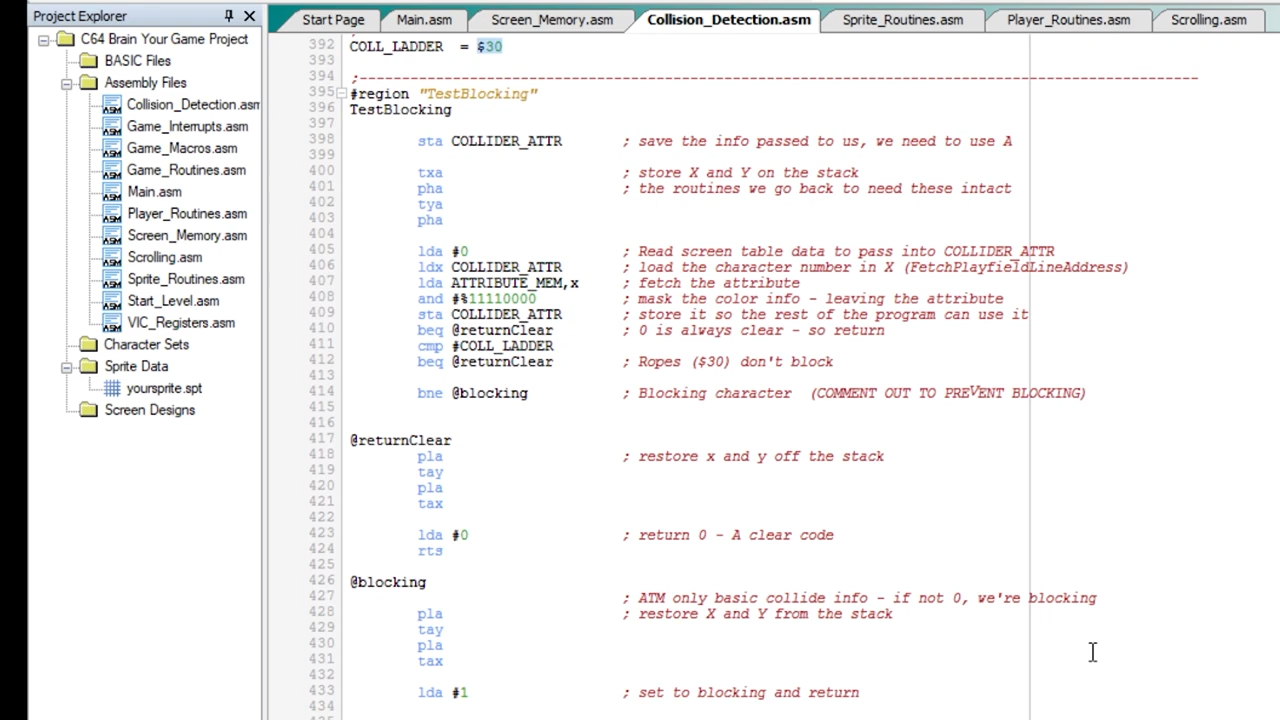 Project Explorer
Start Page Main.asm Screen_Memory.asm Collision_Detection.asm Sprite_Routines.asm Player_Routines.asm Scrolling.asm
C64 Brain Your Game Project
BASIC Files
Assembly Files
Collision_Detection.asm
Game_Interrupts.asm
Game_Macros.asm
Game_Routines.asm
Main.asm
Player_Routines.asm
Screen_Memory.asm
Scrolling.asm
Sprite_Routines.asm
Start_Level.asm
VIC_Registers.asm
Character Sets
Sprite Data
yoursprite.spt
Screen Designs
392 COLL_LADDER = $30
393
394 ;----------------------------------------------------------------------------------------------------
395 #region "TestBlocking"
396 TestBlocking
397
398 sta COLLIDER_ATTR ; save the info passed to us, we need to use A
399
400 txa ; store X and Y on the stack
401 pha ; the routines we go back to need these intact
402 tya
403 pha
404
405 lda #0 ; Read screen table data to pass into COLLIDER_ATTR
406 ldx COLLIDER_ATTR ; load the character number in X (FetchPlayfieldLineAddress)
407 lda ATTRIBUTE_MEM,x ; fetch the attribute
408 and #%11110000 ; mask the color info - leaving the attribute
409 sta COLLIDER_ATTR ; store it so the rest of the program can use it
410 beq @returnClear ; 0 is always clear - so return
411 cmp #COLL_LADDER
412 beq @returnClear ; Ropes ($30) don't block
413
414 bne @blocking ; Blocking character (COMMENT OUT TO PREVENT BLOCKING)
415
416
417 @returnClear
418 pla ; restore x and y off the stack
419 tay
420 pla
421 tax
422
423 lda #0 ; return 0 - A clear code
424 rts
425
426 @blocking
427 ; ATM only basic collide info - if not 0, we're blocking
428 pla ; restore X and Y from the stack
429 tay
430 pla
431 tax
432
433 lda #1 ; set to blocking and return
434